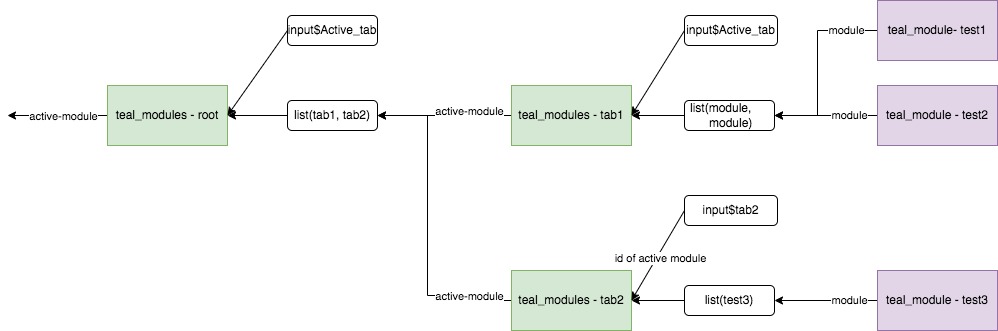 input$Active_tab
input$Active_tab
teal_module- test1
module
active-module
teal_modules - root
list(tab1, tab2)
active-module
teal_modules - tab1
list(module,
module)
module
teal_module - test2
input$tab2
id of active module
active-module
teal_modules - tab2
list(test3)
module
teal_module - test3